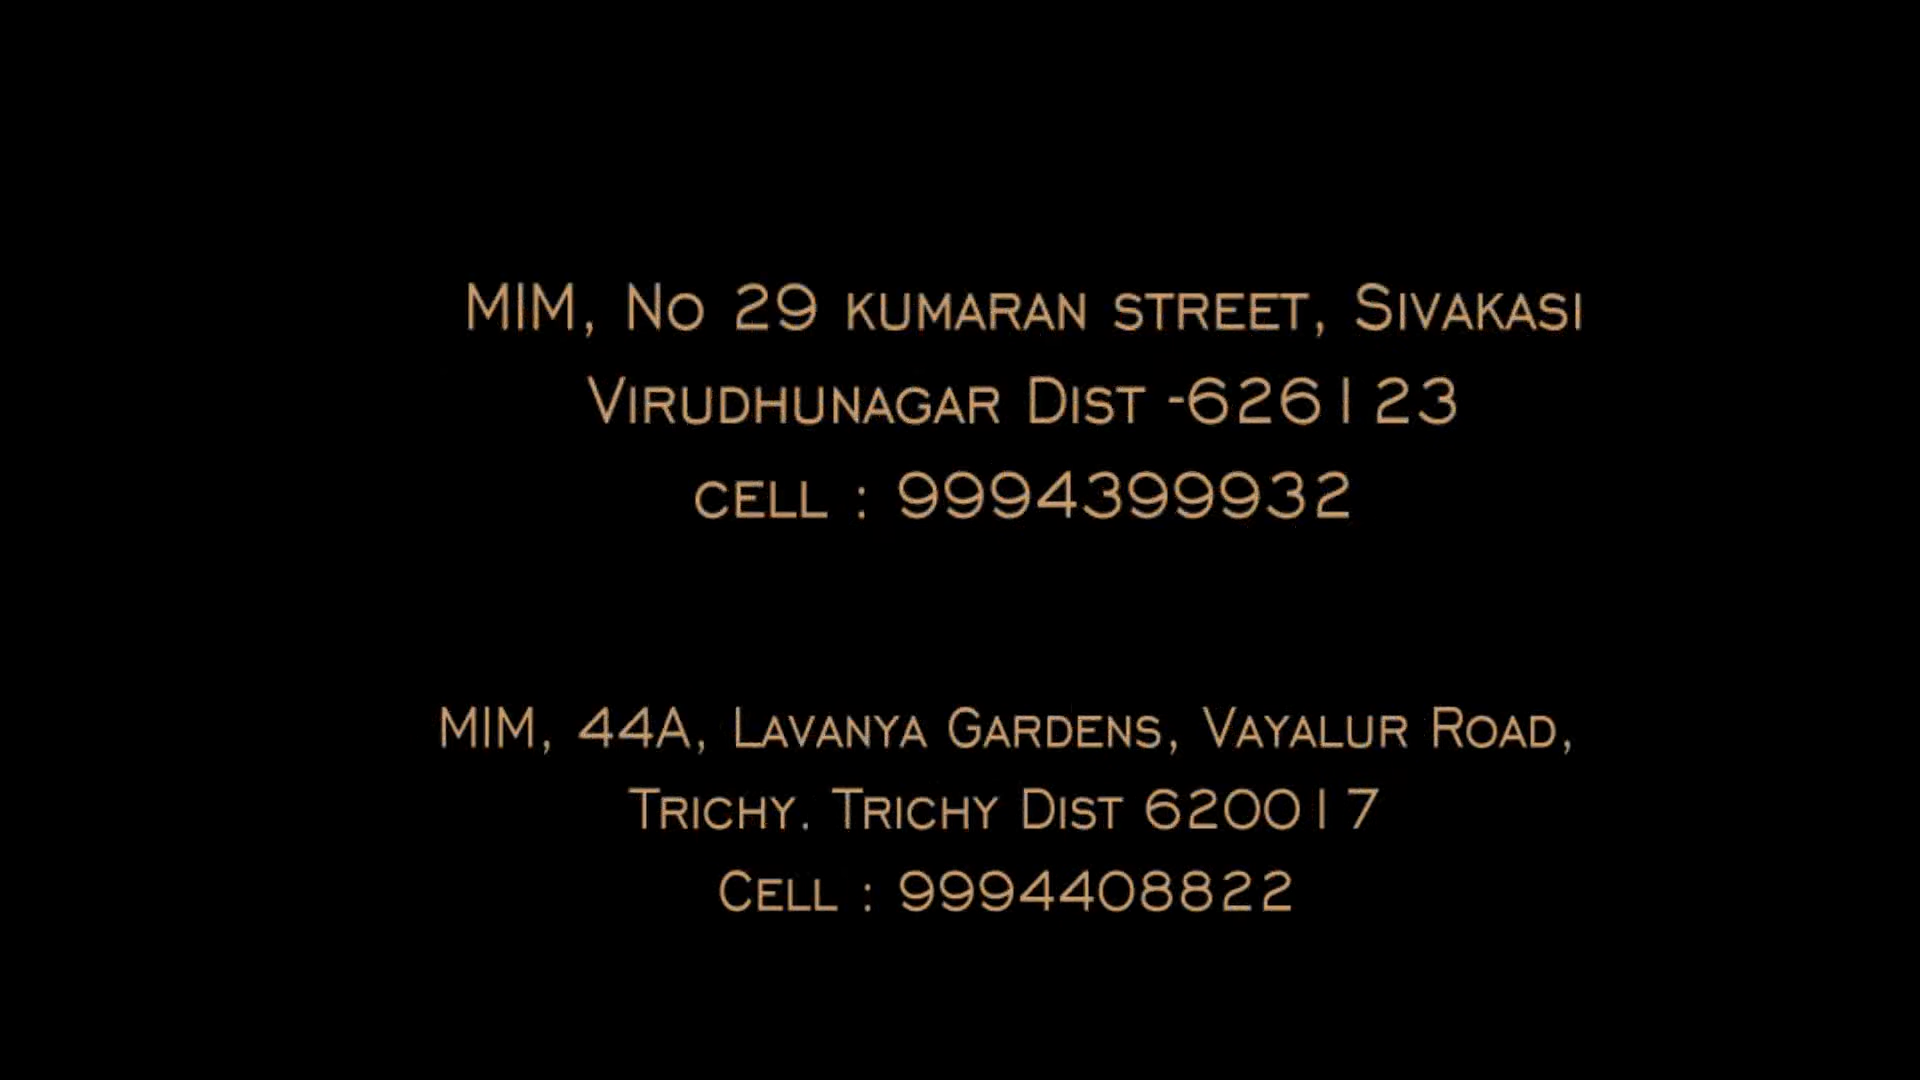 MIM, No 29 KUMARAN STREET, SIVAKASI
VIRUDHUNAGAR DIST -626123
CELL : 9994399932
MIM, 44A, LAVANYA GARDENS, VAYALUR ROAD,
TRICHY. TRICHY DIST 620017
CELL : 9994408822